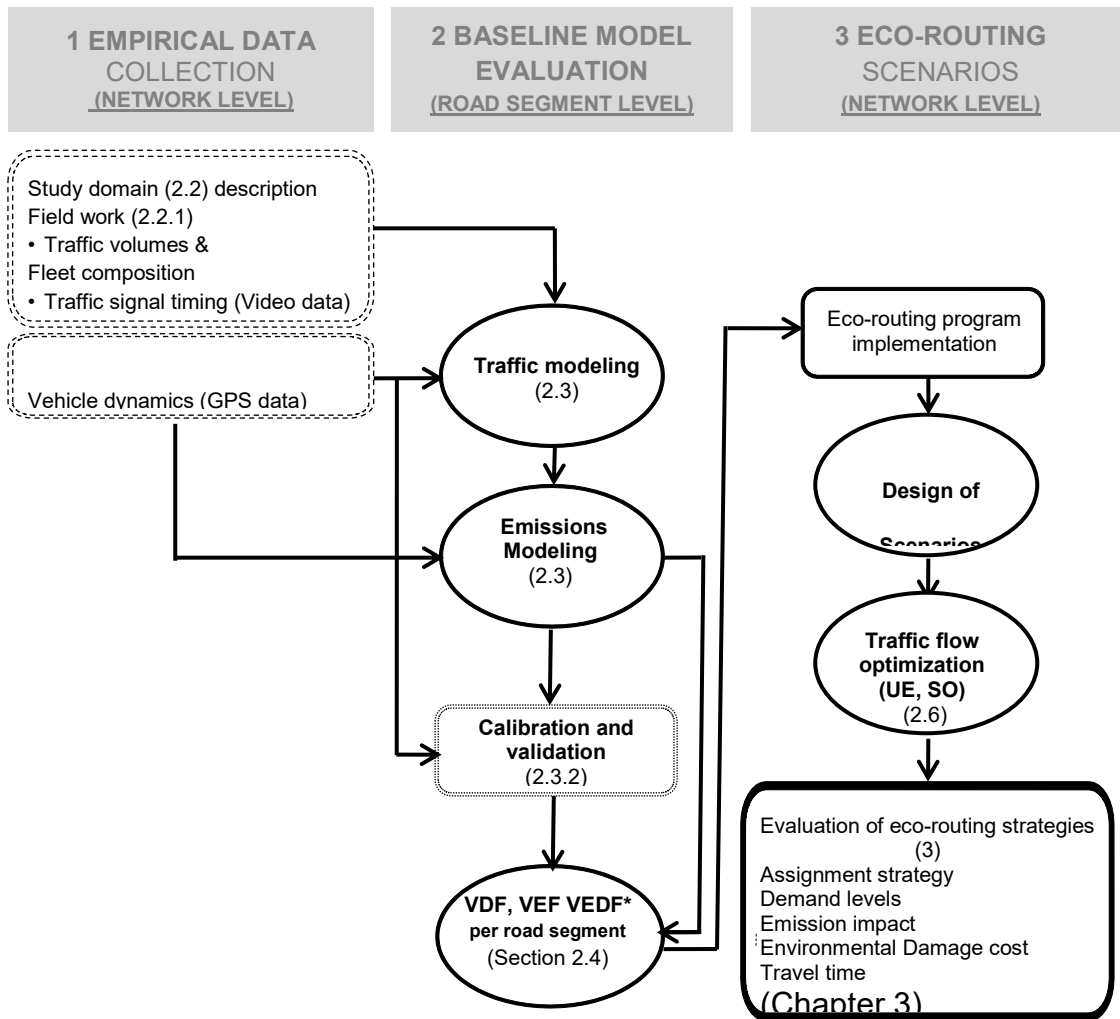 1 EMPIRICAL DATA
COLLECTION
(NETWORK LEVEL)
2 BASELINE MODEL
EVALUATION
(ROAD SEGMENT LEVEL)
3 ECO-ROUTING
SCENARIOS
(NETWORK LEVEL)
Study domain (2.2) description
Field work (2.2.1)
• Traffic volumes &
Fleet composition
• Traffic signal timing (Video data)
Vehicle dynamics (GPS data)
Traffic modeling
(2.3)
Emissions
Modeling
(2.3)
Calibration and
validation
(2.3.2)
VDF, VEF VEDF*
per road segment
(Section 2.4)
Eco-routing program
implementation
Design of
Scenarios
Traffic flow
optimization
(UE, SO)
(2.6)
Evaluation of eco-routing strategies
(3)
Assignment strategy
Demand levels
Emission impact
Environmental Damage cost
Travel time
(Chapter 3)